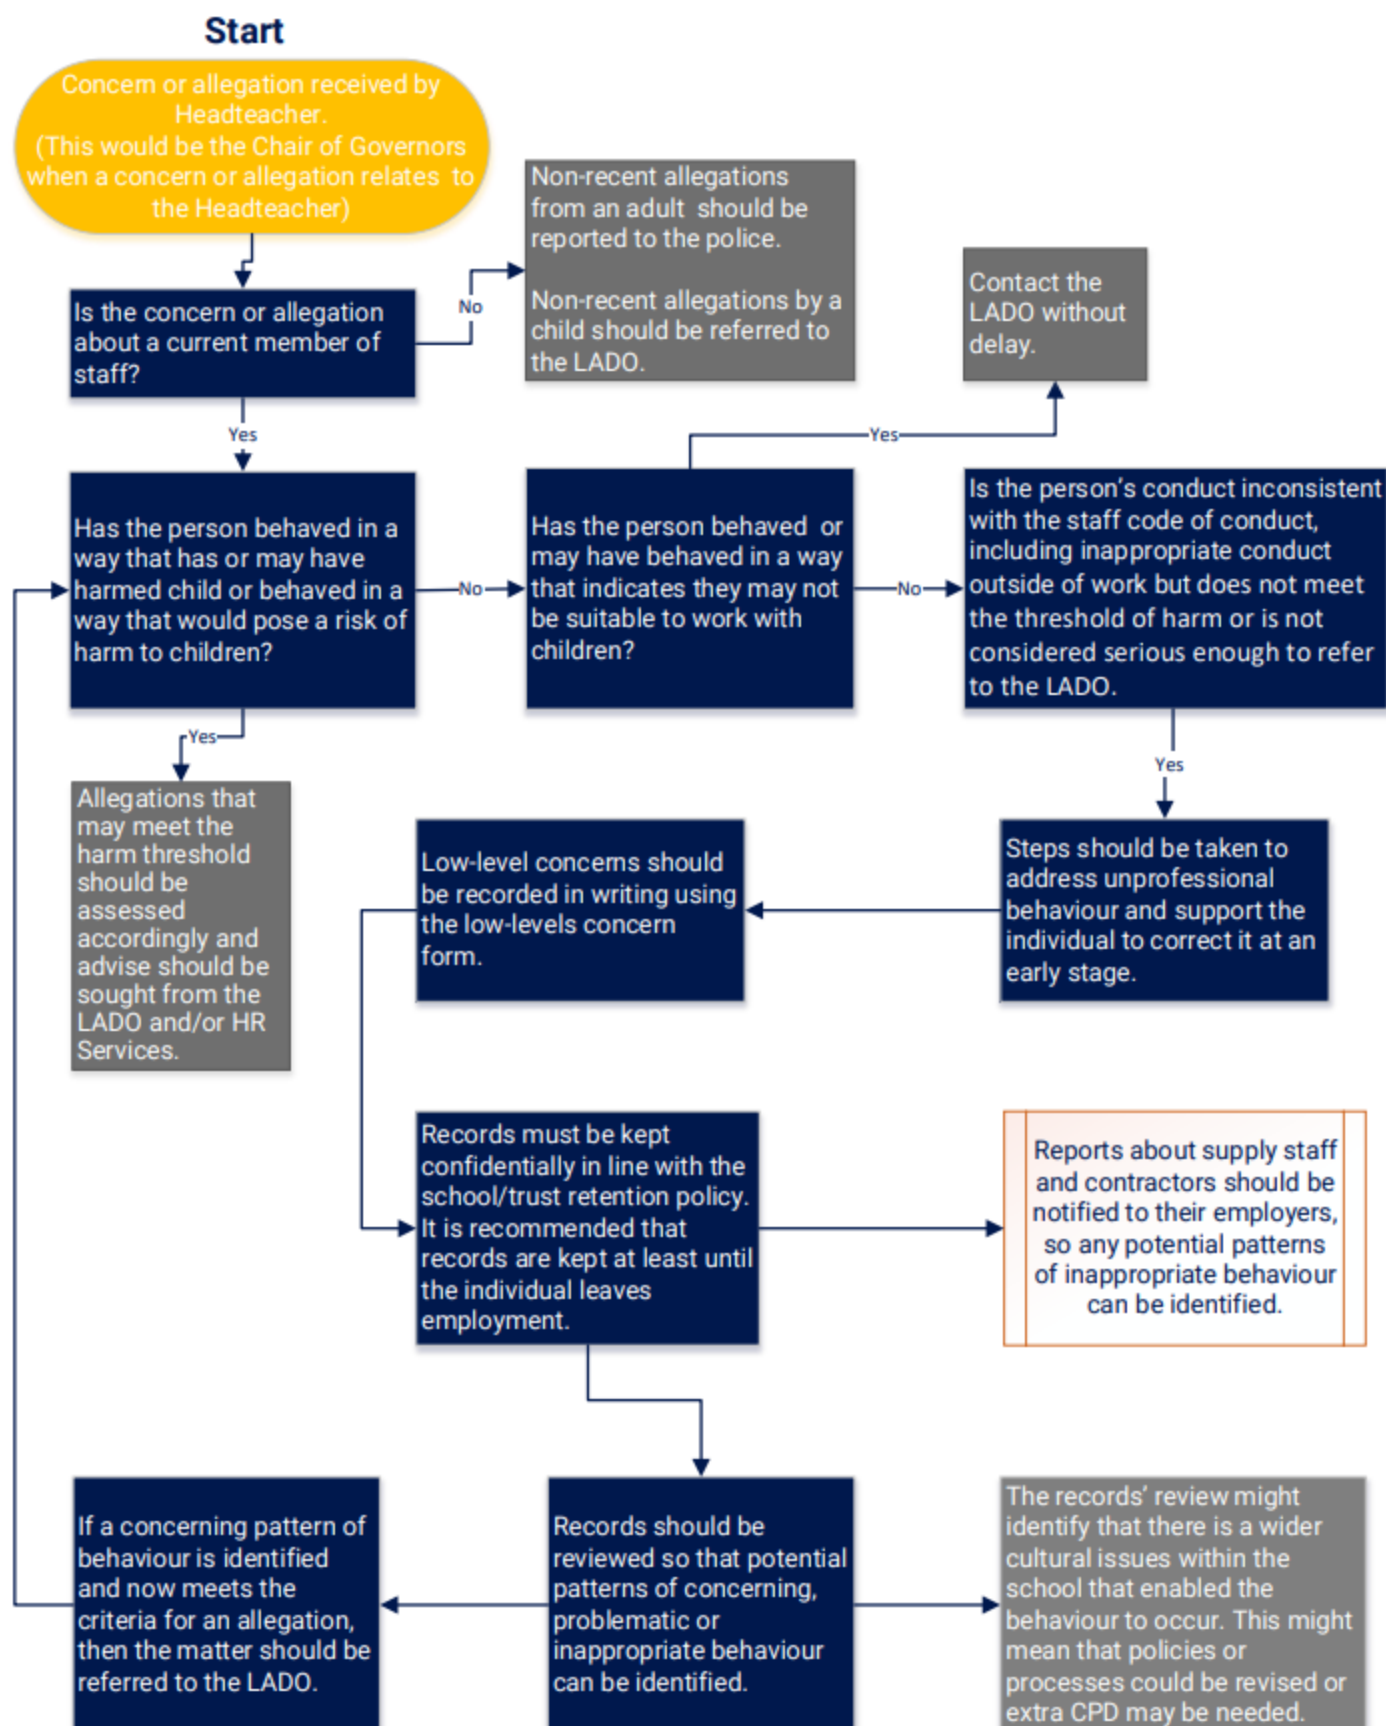 Start
Concern or allegation received by
Headteacher.
(This would be the Chair of Governors
when a concern or allegation relates to
the Headteacher)
Non-recent allegations
from an adult should be
reported to the police.
Non-recent allegations by a
child should be referred to
the LADO.
Contact the
LADO without
delay.
Is the concern or allegation
about a current member of
staff?
No
Yes
Yes
Has the person behaved in a
way that has or may have
harmed child or behaved in a
way that would pose a risk of
harm to children?
No
Has the person behaved or
may have behaved in a way
that indicates they may not
be suitable to work with
children?
No
Is the person's conduct inconsistent
with the staff code of conduct,
including inappropriate conduct
outside of work but does not meet
the threshold of harm or is not
considered serious enough to refer
to the LADO.
Yes
Yes
Allegations that
may meet the
harm threshold
should be
assessed
accordingly and
advise should be
sought from the
LADO and/or HR
Services.
Low-level concerns should
be recorded in writing using
the low-levels concern
form.
Steps should be taken to
address unprofessional
behaviour and support the
individual to correct it at an
early stage.
Records must be kept
confidentially in line with the
school/trust retention policy.
It is recommended that
records are kept at least until
the individual leaves
employment.
Reports about supply staff
and contractors should be
notified to their employers,
so any potential patterns
of inappropriate behaviour
can be identified.
If a concerning pattern of
behaviour is identified
and now meets the
criteria for an allegation,
then the matter should be
referred to the LADO.
Records should be
reviewed so that potential
patterns of concerning,
problematic or
inappropriate behaviour
can be identified.
The records' review might
identify that there is a wider
cultural issues within the
school that enabled the
behaviour to occur. This might
mean that policies or
processes could be revised or
extra CPD may be needed.